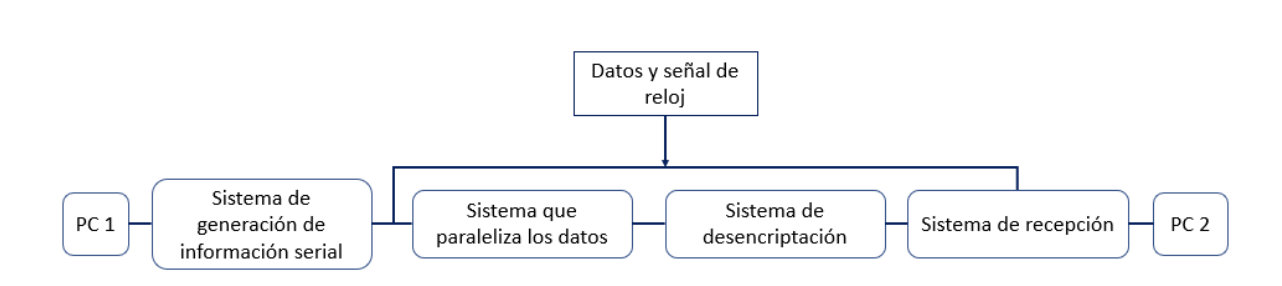 Datos y señal de
reloj
PC 1
Sistema de
generación de
información serial
Sistema que
paraleliza los datos
Sistema de
desencriptación
Sistema de recepción
PC 2